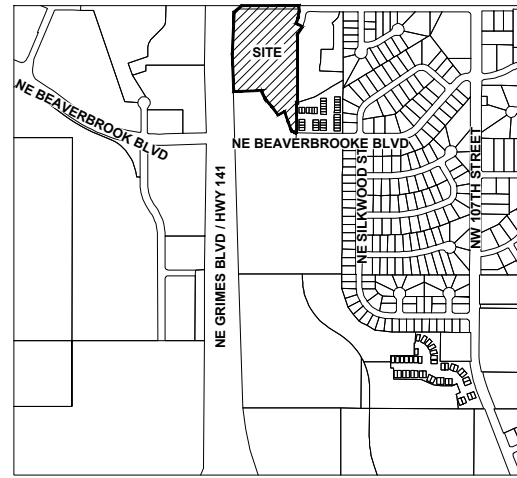 SITE
NE BEAVERBROOK BLVD
NE BEAVERBROOKE BLVD
NE GRIMES BLVD / HWY 141
NE SILKWOOD ST
NW 107TH STREET